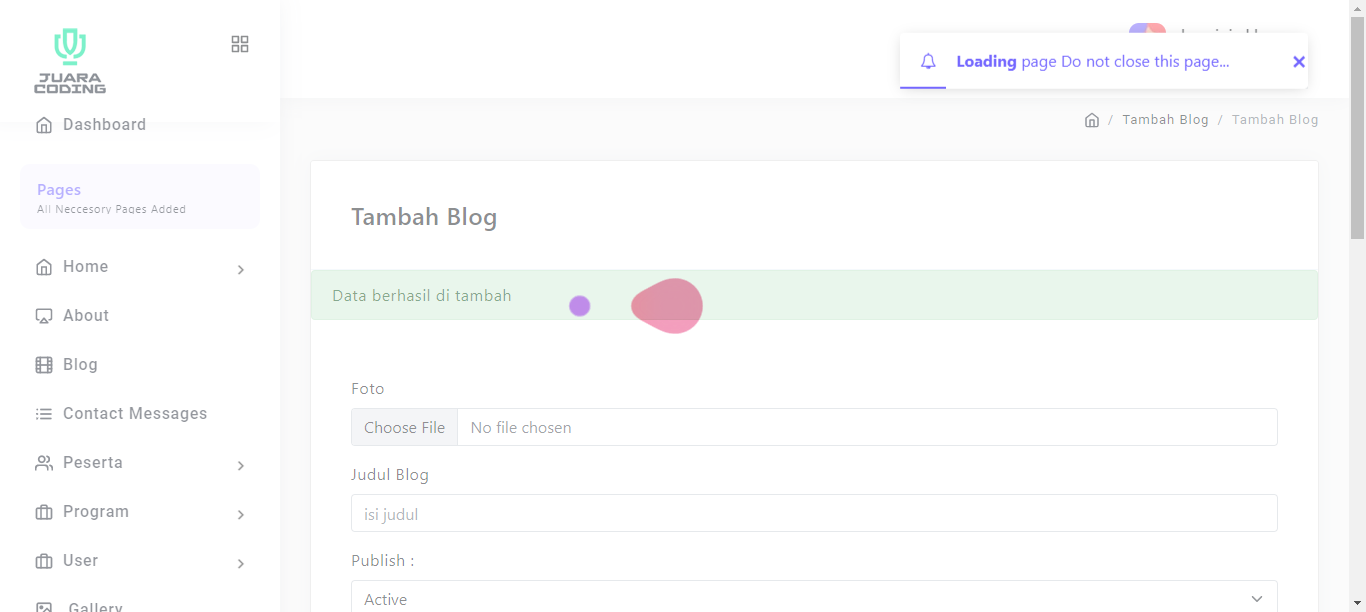 JUARA
CODING
Loading page Do not close this page...
Dashboard
/ Tambah Blog / Tambah Blog
Pages
All Neccesory Pages Added
Tambah Blog
Home
Data berhasil di tambah
About
Blog
Foto
Contact Messages
Choose File No file chosen
Peserta
Judul Blog
Program
isi judul
User
Publish :
Active
Gallery